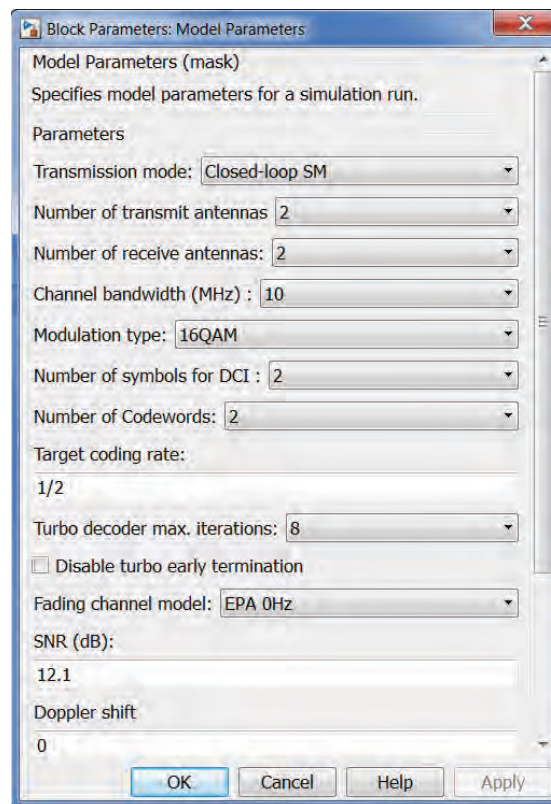 Block Parameters: Model Parameters
Model Parameters (mask)
Specifies model parameters for a simulation run.
Parameters
Transmission mode: Closed-loop SM
Number of transmit antennas 2
Number of receive antennas: 2
Channel bandwidth (MHz) : 10
Modulation type: 16QAM
Number of symbols for DCI : 2
Number of Codewords: 2
Target coding rate:
1/2
Turbo decoder max. iterations: 8
Disable turbo early termination
Fading channel model: EPA 0Hz
SNR (dB):
12.1
Doppler shift
0
OK Cancel Help Apply